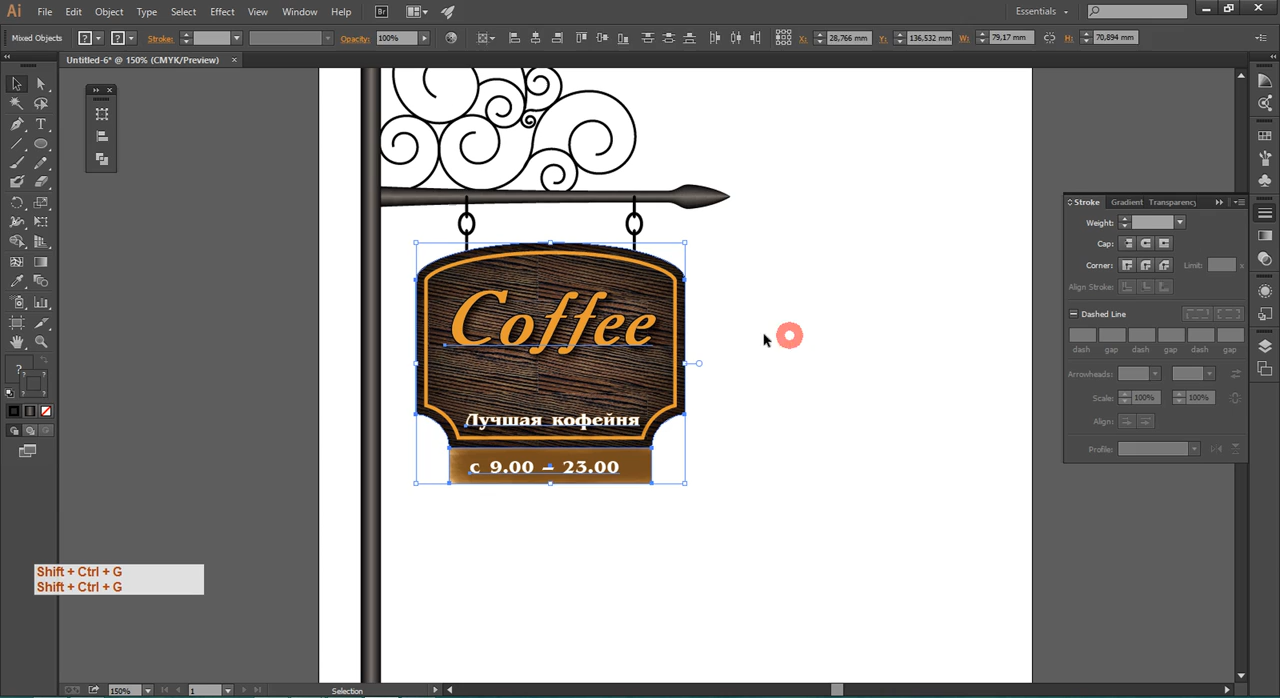 Ai File Edit Object Type Select Effect View Window Help Br Essentials
Mixed Objects ? ? Stroke: Opacity: 100% X: 28,766 mm Y: 136,532 mm W: 79,17 mm H: 70,894 mm
Untitled-6* @ 150% (CMYK/Preview)
Stroke Gradient Transparency
Weight:
Cap:
Corner: Limit: x
Align Stroke:
Dashed Line
dash gap dash gap dash gap
Arrowheads:
Scale: 100% 100%
Align:
Profile:
Coffee
Лучшая кофейня
с 9.00 – 23.00
Shift + Ctrl + G
Shift + Ctrl + G
150% 1 Selection